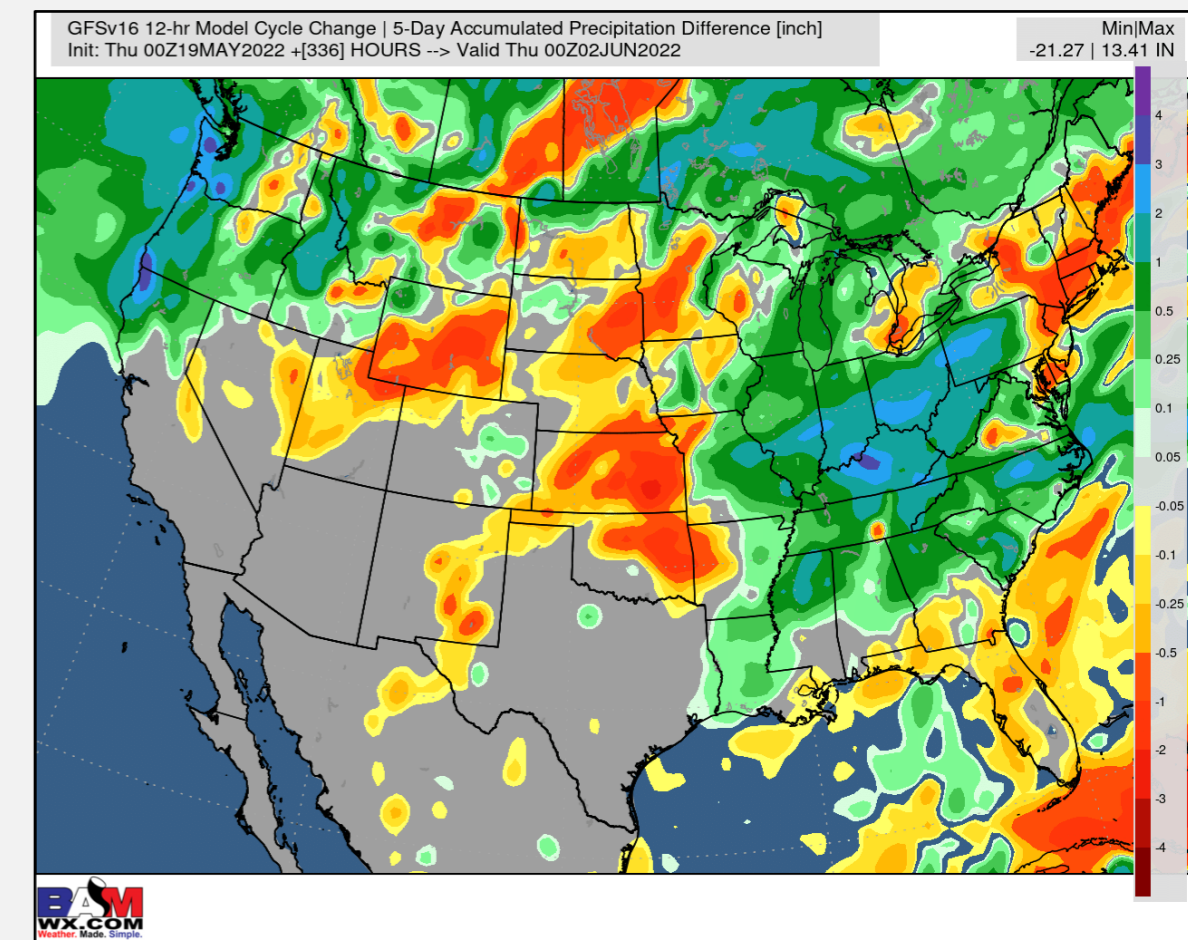 GFSv16 12-hr Model Cycle Change | 5-Day Accumulated Precipitation Difference [inch]
Init: Thu 00Z19MAY2022 +[336] HOURS --> Valid Thu 00Z02JUN2022
Min|Max
-21.27 | 13.41 IN
4
3
2
1
0.5
0.25
0.1
0.05
-0.05
-0.1
-0.25
-0.5
-1
-2
-3
-4
BAM
WX.COM
Weather. Made. Simple.